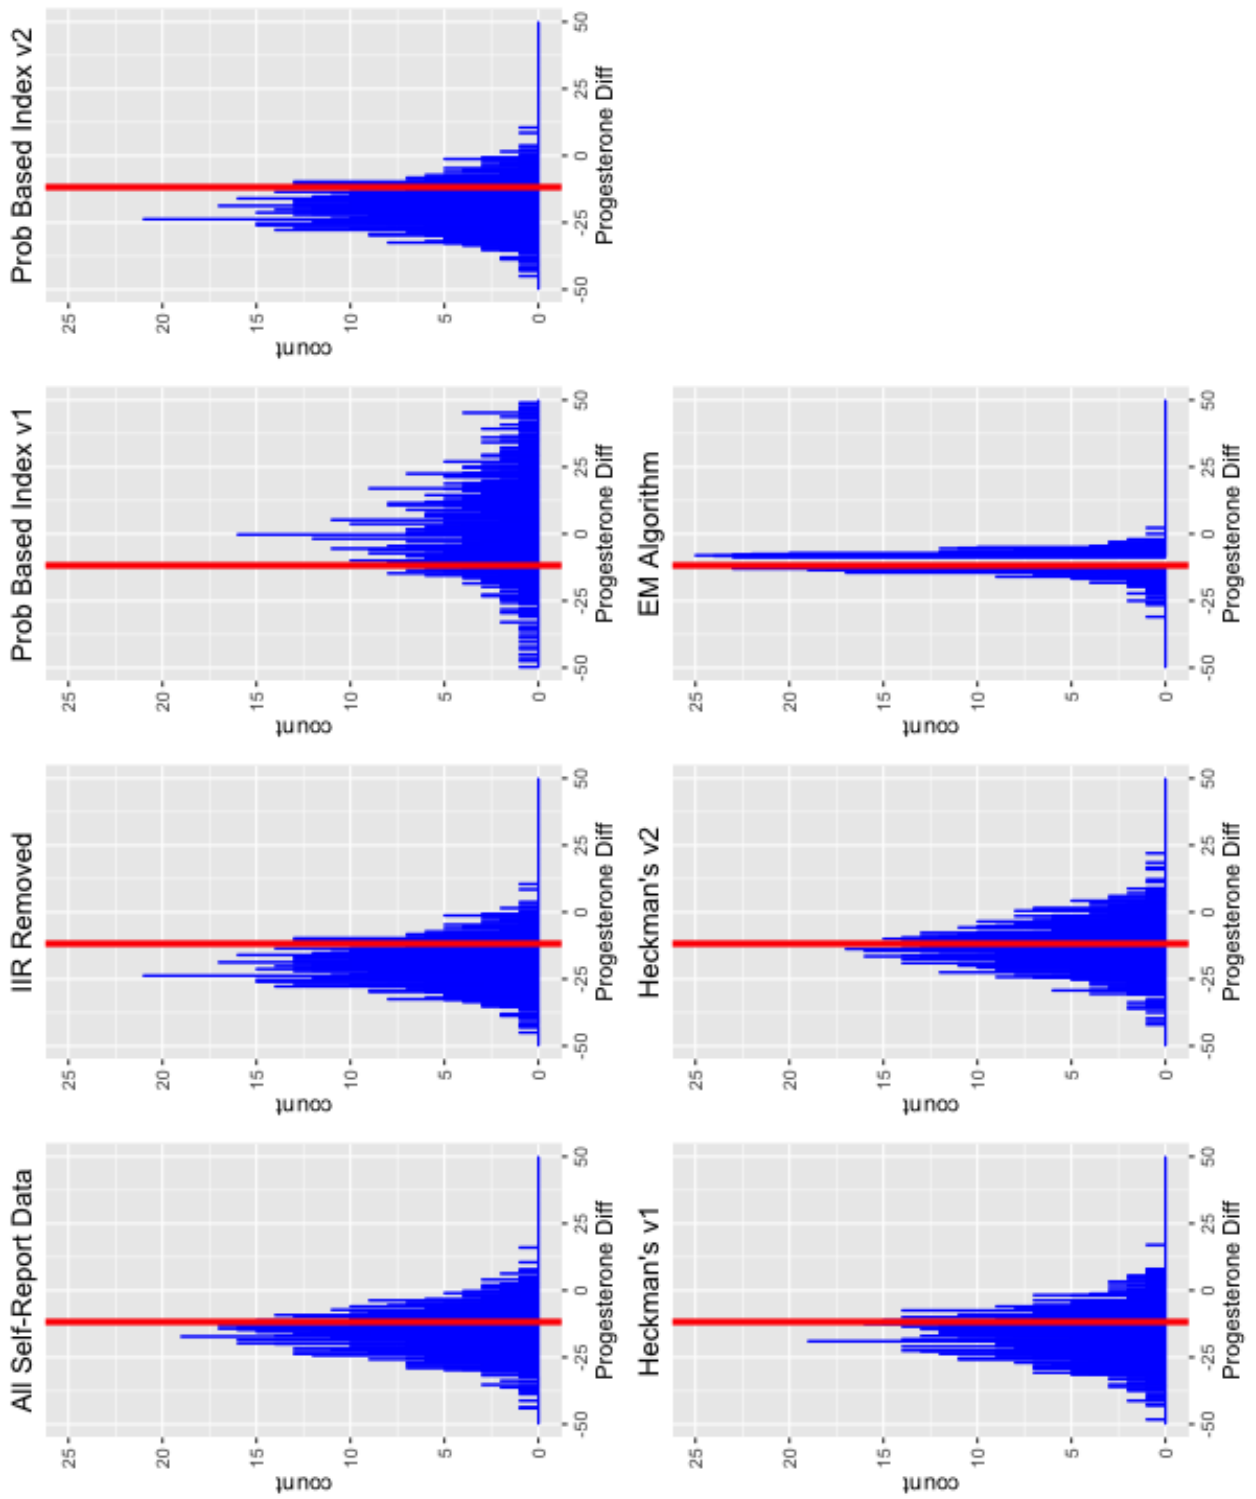 All Self-Report Data
25
20
15
10
5
0
count
-50 -25 0 25 50
Progesterone Diff
IIR Removed
25
20
15
10
5
0
count
-50 -25 0 25 50
Progesterone Diff
Prob Based Index v1
25
20
15
10
5
0
count
-50 -25 0 25 50
Progesterone Diff
Prob Based Index v2
25
20
15
10
5
0
count
-50 -25 0 25 50
Progesterone Diff
Heckman's v1
25
20
15
10
5
0
count
-50 -25 0 25 50
Progesterone Diff
Heckman's v2
25
20
15
10
5
0
count
-50 -25 0 25 50
Progesterone Diff
EM Algorithm
25
20
15
10
5
0
count
-50 -25 0 25 50
Progesterone Diff